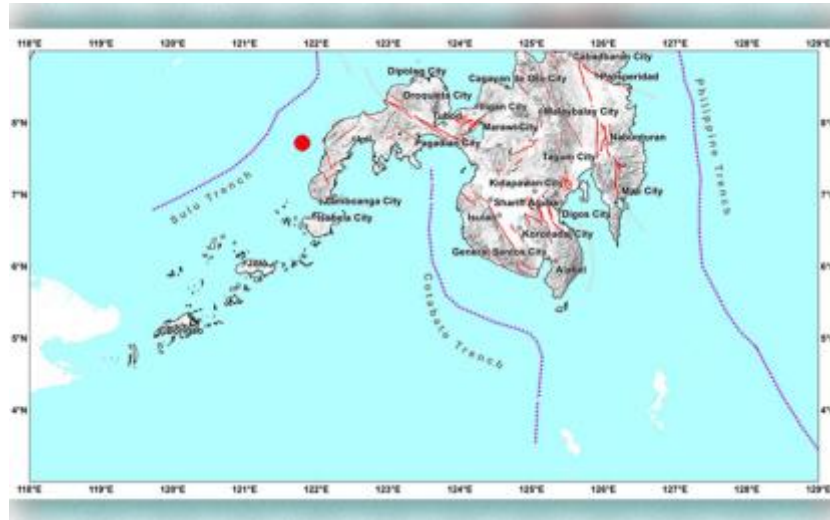 118°E 119°E 120°E 121°E 122°E 123°E 124°E 125°E 126°E 127°E 128°E 129°E
Cabadbaran City
Dipolog City
Cagayan de Oro City
Prosperidad
Oroquieta City
Iligan City
Malaybalay City
Tubod
8°N
8°N
Marawi City
Ipil
Pagadian City
Nabunturan
Tagum City
Philippine Trench
Sulu Trench
Kidapawan City
7°N
7°N
Mati City
Zamboanga City
Shariff Aguak
Isabela City
Isulan
Digos City
Koronadal City
General Santos City
6°N
6°N
Jolo
Alabel
Cotabato Trench
5°N
5°N
4°N
4°N
118°E 119°E 120°E 121°E 122°E 123°E 124°E 125°E 126°E 127°E 128°E 129°E